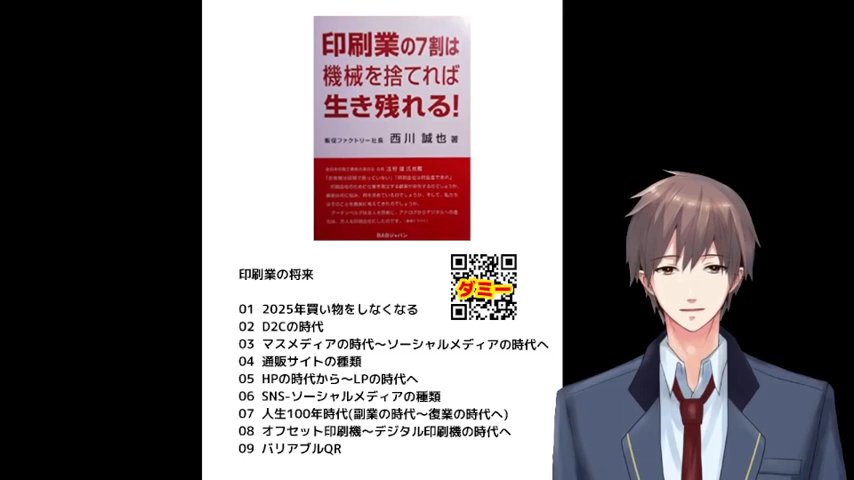 印刷業の7割は
機械を捨てれば
生き残れる!
西川 誠也 著
BABジャパン
ダミー
印刷業の将来
01 2025年買い物をしなくなる
02 D2Cの時代
03 マスメディアの時代～ソーシャルメディアの時代へ
04 通販サイトの種類
05 HPの時代から～LPの時代へ
06 SNS-ソーシャルメディアの種類
07 人生100年時代(副業の時代～復業の時代へ)
08 オフセット印刷機～デジタル印刷機の時代へ
09 バリアブルQR